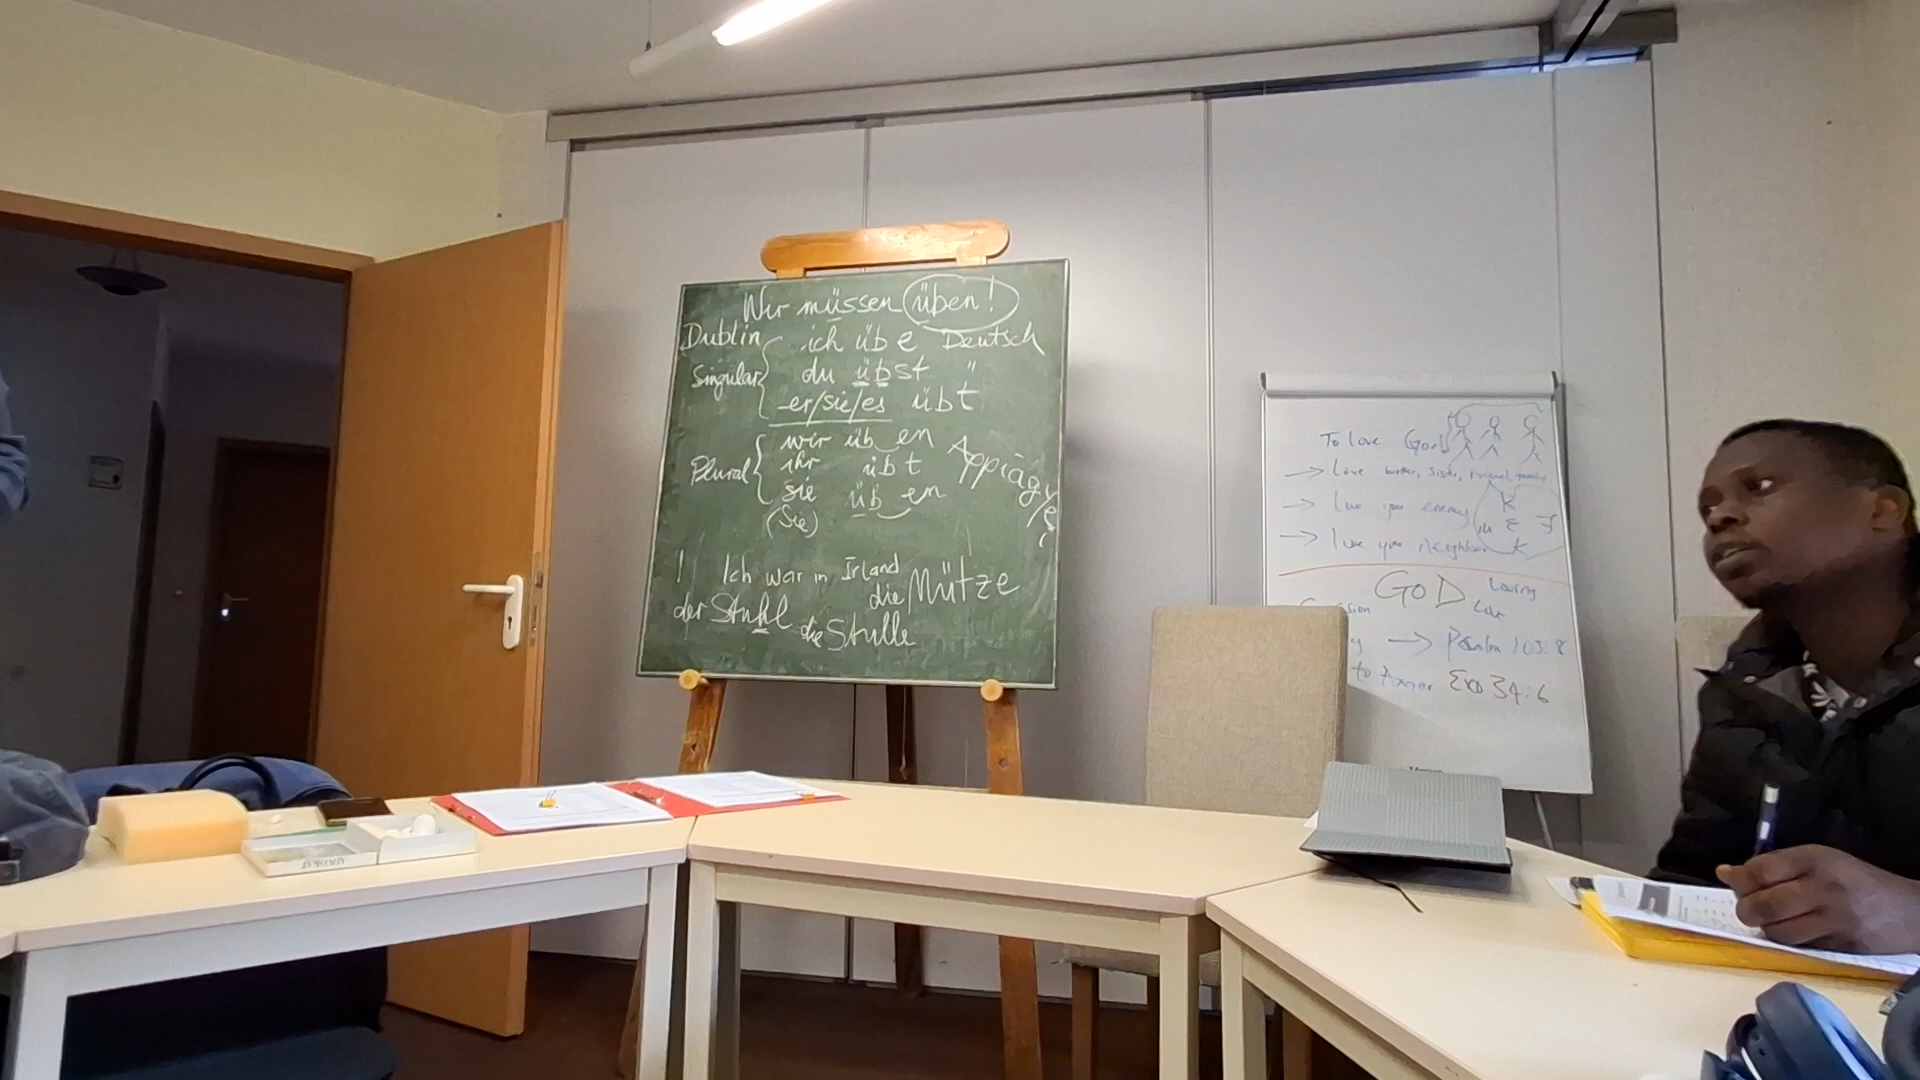 Wir müssen üben!
Dublin
Singular
ich übe Deutsch
du übst "
er/sie/es übt
Plural
wir üben
ihr übt
sie üben
(Sie)
! Ich war in Irland
der Stuhl
die Stulle
die Mütze
To love God
→ Love
→ love you enemy
→ love you neighbor
GOD
Loving
→ 103:8
to Anger Exo 34:6